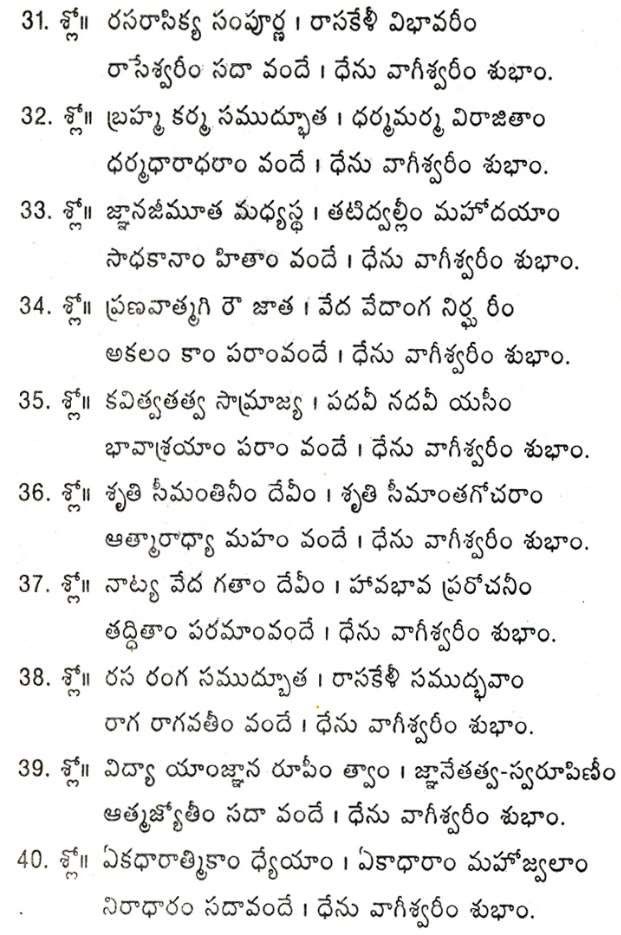 31. శ్లో॥ రసరాసిక్య సంపూర్ణ । రాసకేళీ విభావరీం
రాసేశ్వరీం సదా వందే । ధేను వాగీశ్వరీం శుభాం.
32. శ్లో॥ బ్రహ్మ కర్మ సముద్భూత । ధర్మమర్మ విరాజితాం
ధర్మధారాధరాం వందే । ధేను వాగీశ్వరీం శుభాం.
33. శ్లో॥ జ్ఞానజీమూత మధ్యస్థ । తటిద్వల్లీం మహోదయాం
సాధకానాం హితాం వందే । ధేను వాగీశ్వరీం శుభాం.
34. శ్లో॥ ప్రణవాత్మగి రౌ జాత । వేద వేదాంగ నిర్ఘ రీం
అకలం కాం పరాంవందే । ధేను వాగీశ్వరీం శుభాం.
35. శ్లో॥ కవిత్వతత్వ సామ్రాజ్య । పదవీ నదవీ యసీం
భావాశ్రయాం పరాం వందే । ధేను వాగీశ్వరీం శుభాం.
36. శ్లో॥ శృతి సీమంతినీం దేవీం । శృతి సీమాంతగోచరాం
ఆత్మారాధ్యా మహం వందే । ధేను వాగీశ్వరీం శుభాం.
37. శ్లో॥ నాట్య వేద గతాం దేవీం । హావభావ ప్రరోచనీం
తద్ధితాం పరమాంవందే । ధేను వాగీశ్వరీం శుభాం.
38. శ్లో॥ రస రంగ సముద్భూత । రాసకేళీ సముద్భవాం
రాగ రాగవతీం వందే । ధేను వాగీశ్వరీం శుభాం.
39. శ్లో॥ విద్యా యాంజ్ఞాన రూపీం త్వాం । జ్ఞానేతత్వ-స్వరూపిణీం
ఆత్మజ్యోతీం సదా వందే । ధేను వాగీశ్వరీం శుభాం.
40. శ్లో॥ ఏకధారాత్మికాం ధ్యేయాం । ఏకాధారాం మహోజ్వలాం
నిరాధారం సదావందే । ధేను వాగీశ్వరీం శుభాం.